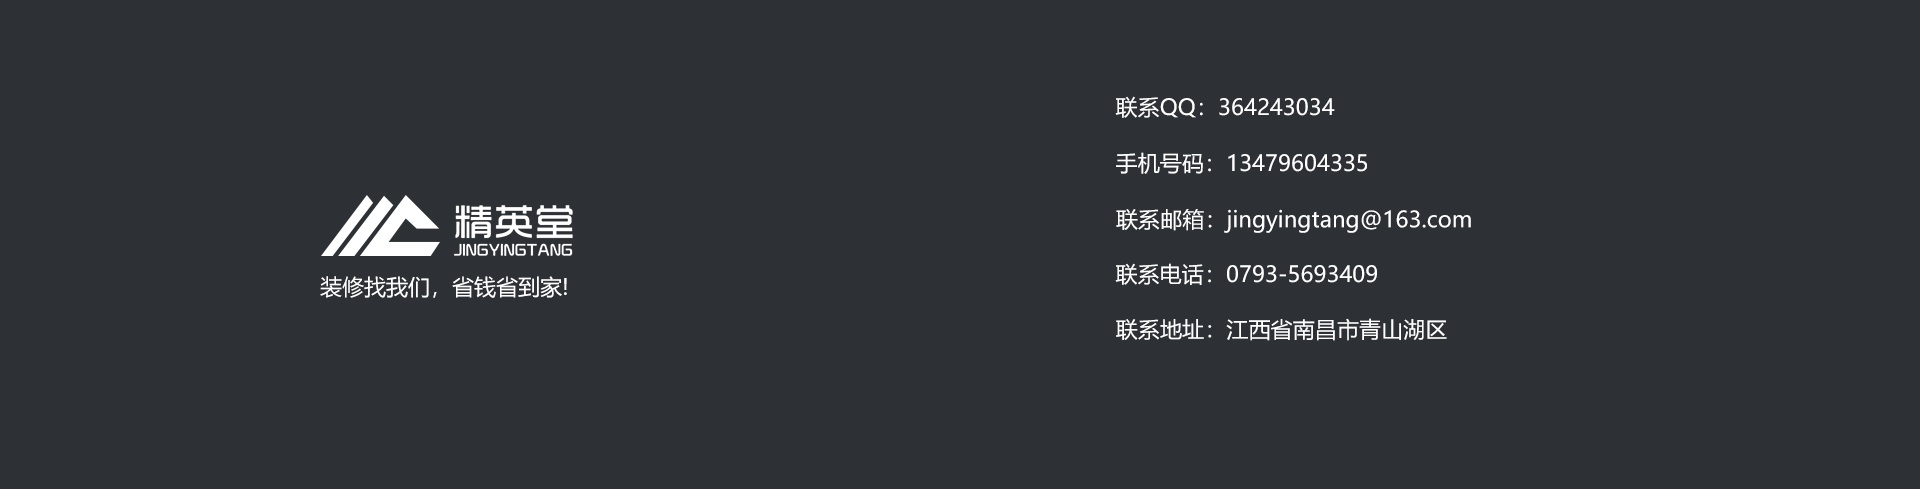 精英堂
JINGYINGTANG
装修找我们，省钱省到家!
联系QQ：364243034
手机号码：13479604335
联系邮箱：jingyingtang@163.com
联系电话：0793-5693409
联系地址：江西省南昌市青山湖区